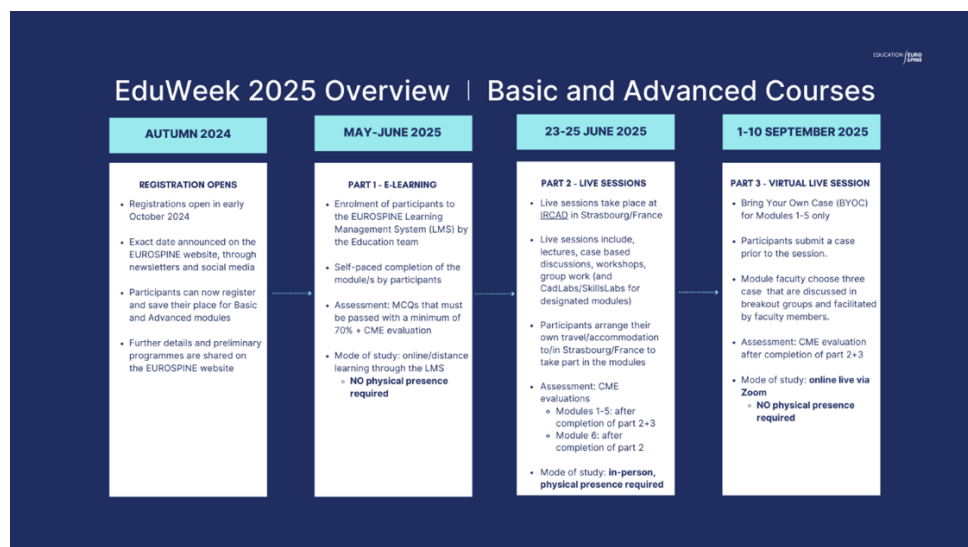 EDUCATION EURO
SPINE
EduWeek 2025 Overview | Basic and Advanced Courses
AUTUMN 2024
REGISTRATION OPENS
• Registrations open in early
October 2024
• Exact date announced on the
EUROSPINE website, through
newsletters and social media
• Participants can now register
and save their place for Basic
and Advanced modules
• Further details and preliminary
programmes are shared on
the EUROSPINE website
MAY-JUNE 2025
PART 1 - E-LEARNING
• Enrolment of participants to
the EUROSPINE Learning
Management System (LMS) by
the Education team
• Self-paced completion of the
module/s by participants
• Assessment: MCQs that must
be passed with a minimum of
70% + CME evaluation
• Mode of study: online/distance
learning through the LMS
NO physical presence
required
23-25 JUNE 2025
PART 2 - LIVE SESSIONS
• Live sessions take place at
IRCAD in Strasbourg/France
• Live sessions include,
lectures, case based
discussions, workshops,
group work (and
CadLabs/SkillsLabs for
designated modules)
• Participants arrange their
own travel/accommodation
to/in Strasbourg/France to
take part in the modules
• Assessment: CME
evaluations
Modules 1-5: after
completion of part 2+3
Module 6: after
completion of part 2
• Mode of study: in-person,
physical presence required
1-10 SEPTEMBER 2025
PART 3 - VIRTUAL LIVE SESSION
• Bring Your Own Case (BYOC)
for Modules 1-5 only
• Participants submit a case
prior to the session.
• Module faculty choose three
case that are discussed in
breakout groups and facilitated
by faculty members.
• Assessment: CME evaluation
after completion of part 2+3
• Mode of study: online live via
Zoom
NO physical presence
required